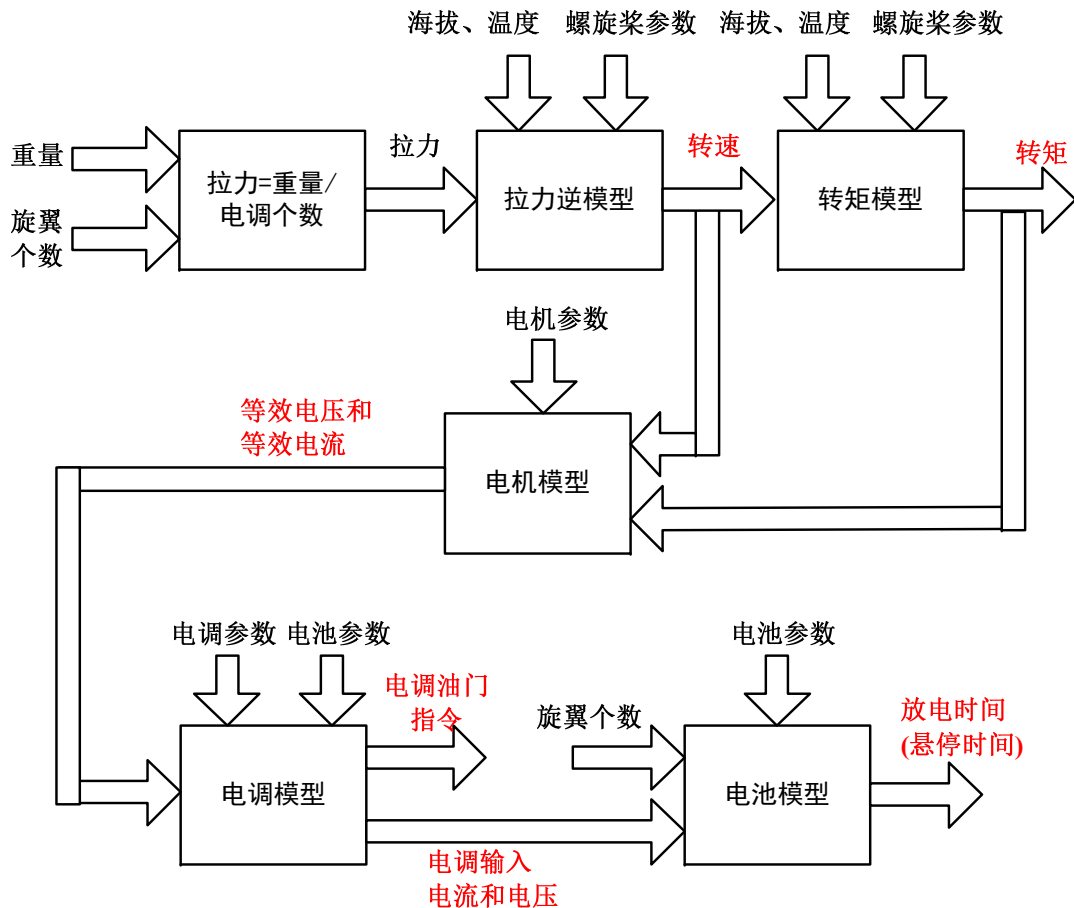 海拔、温度
螺旋桨参数
海拔、温度
螺旋桨参数
重量
旋翼
个数
拉力=重量/
电调个数
拉力
拉力逆模型
转速
转矩模型
转矩
电机参数
等效电压和
等效电流
电机模型
电调参数
电池参数
电调油门
指令
旋翼个数
电池参数
放电时间
(悬停时间)
电调模型
电池模型
电调输入
电流和电压